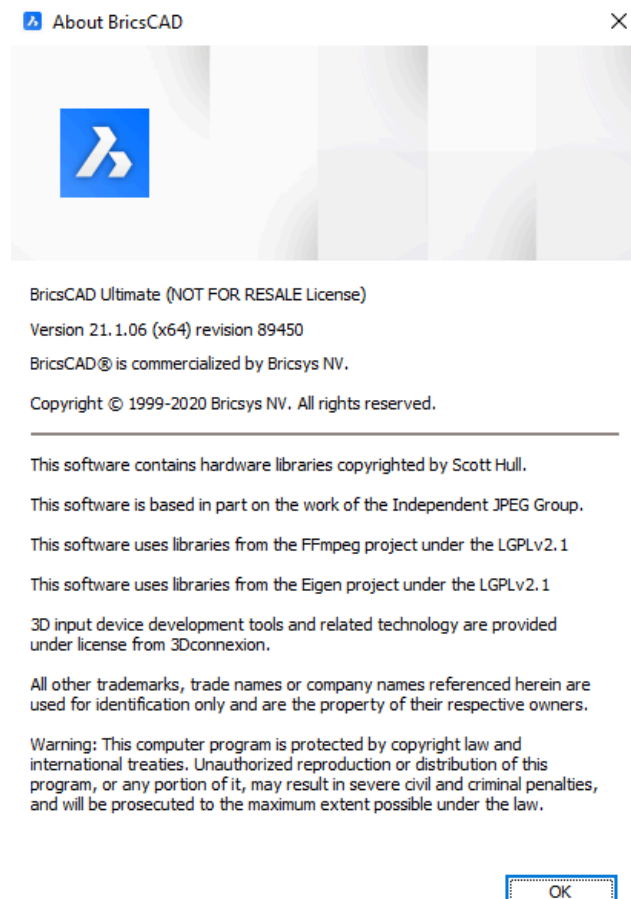 About BricsCAD
BricsCAD Ultimate (NOT FOR RESALE License)
Version 21.1.06 (x64) revision 89450
BricsCAD® is commercialized by Bricsys NV.
Copyright © 1999-2020 Bricsys NV. All rights reserved.
This software contains hardware libraries copyrighted by Scott Hull.
This software is based in part on the work of the Independent JPEG Group.
This software uses libraries from the FFmpeg project under the LGPLv2.1
This software uses libraries from the Eigen project under the LGPLv2.1
3D input device development tools and related technology are provided
under license from 3Dconnexion.
All other trademarks, trade names or company names referenced herein are
used for identification only and are the property of their respective owners.
Warning: This computer program is protected by copyright law and
international treaties. Unauthorized reproduction or distribution of this
program, or any portion of it, may result in severe civil and criminal penalties,
and will be prosecuted to the maximum extent possible under the law.
OK